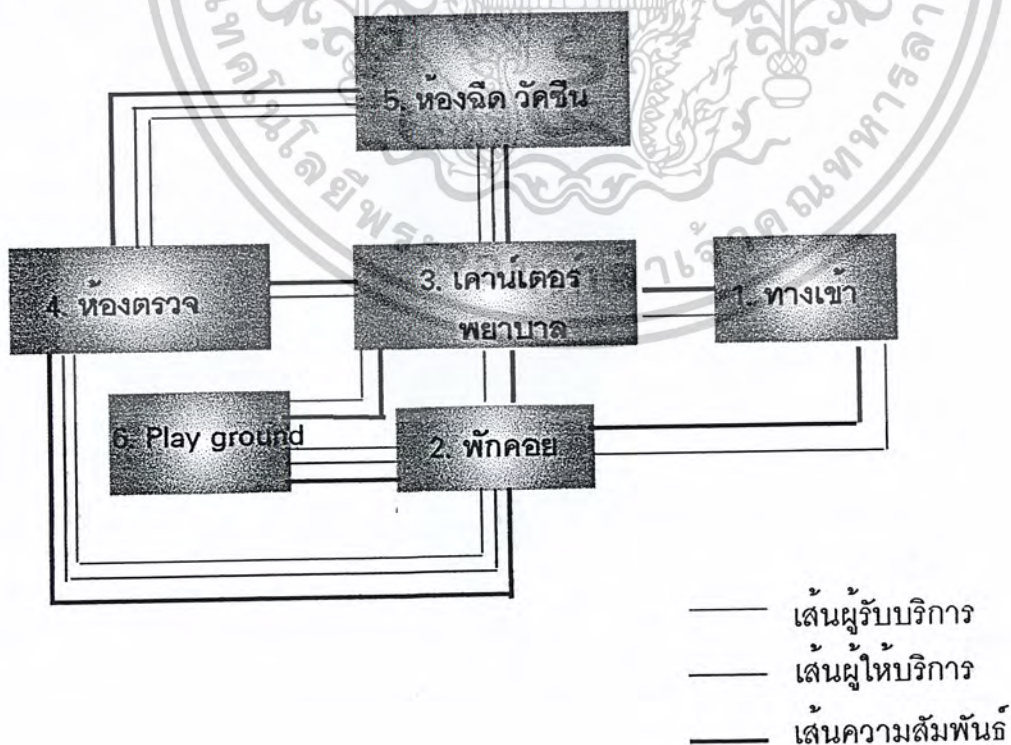 5. ห้องฉีด วัคซีน
4. ห้องตรวจ
3. เคาน์เตอร์
พยาบาล
1. ทางเข้า
6. Play ground
2. พักคอย
เส้นผู้รับบริการ
เส้นผู้ให้บริการ
เส้นความสัมพันธ์